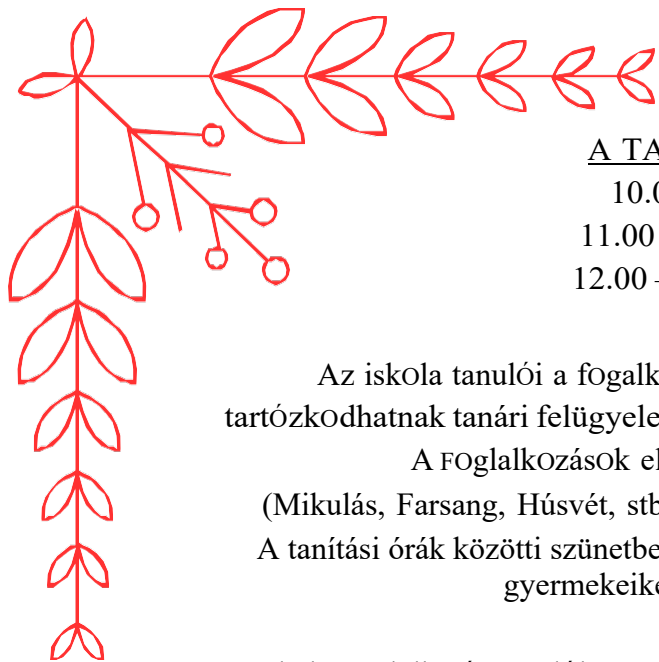 A TA
10.0
11.00
12.00 –
Az iskola tanulói a fogalk
tartózkodhatnak tanári felügyele
A Foglalkozások el
(Mikulás, Farsang, Húsvét, stb
A tanítási órák közötti szünetbe
gyermekeike